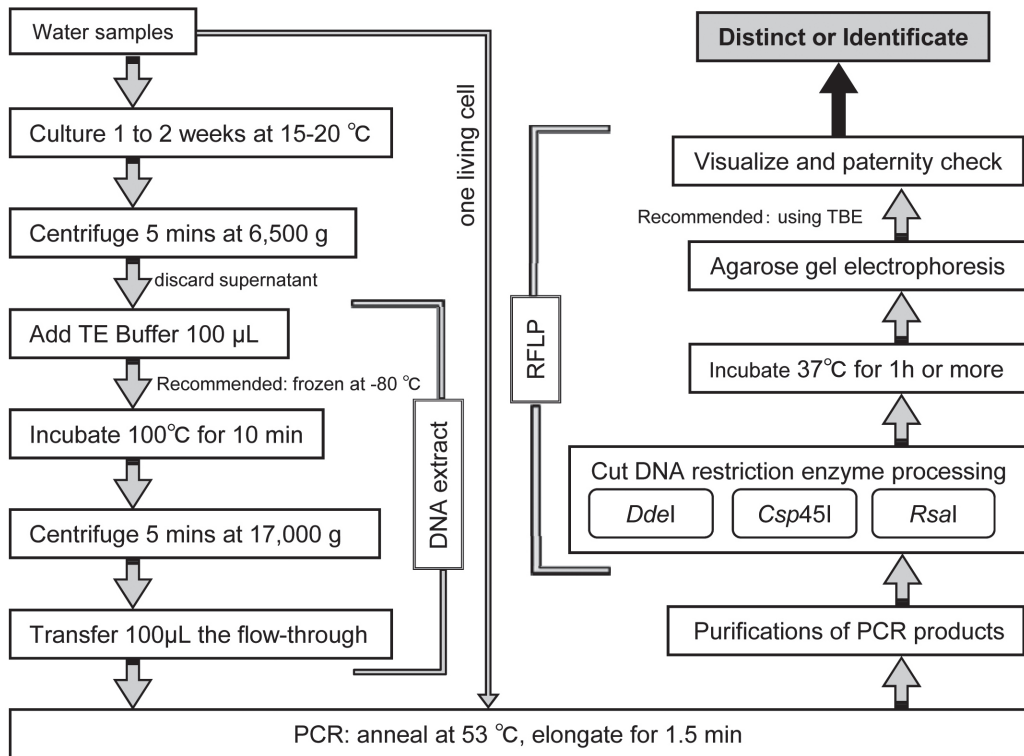 Water samples
Culture 1 to 2 weeks at 15-20 ℃
Centrifuge 5 mins at 6,500 g
discard supernatant
Add TE Buffer 100 µL
Recommended: frozen at -80 ℃
Incubate 100℃ for 10 min
Centrifuge 5 mins at 17,000 g
Transfer 100µL the flow-through
DNA extract
one living cell
PCR: anneal at 53 ℃, elongate for 1.5 min
Purifications of PCR products
Cut DNA restriction enzyme processing
DdeI
Csp45I
RsaI
Incubate 37℃ for 1h or more
Agarose gel electrophoresis
Recommended: using TBE
Visualize and paternity check
RFLP
Distinct or Identificate